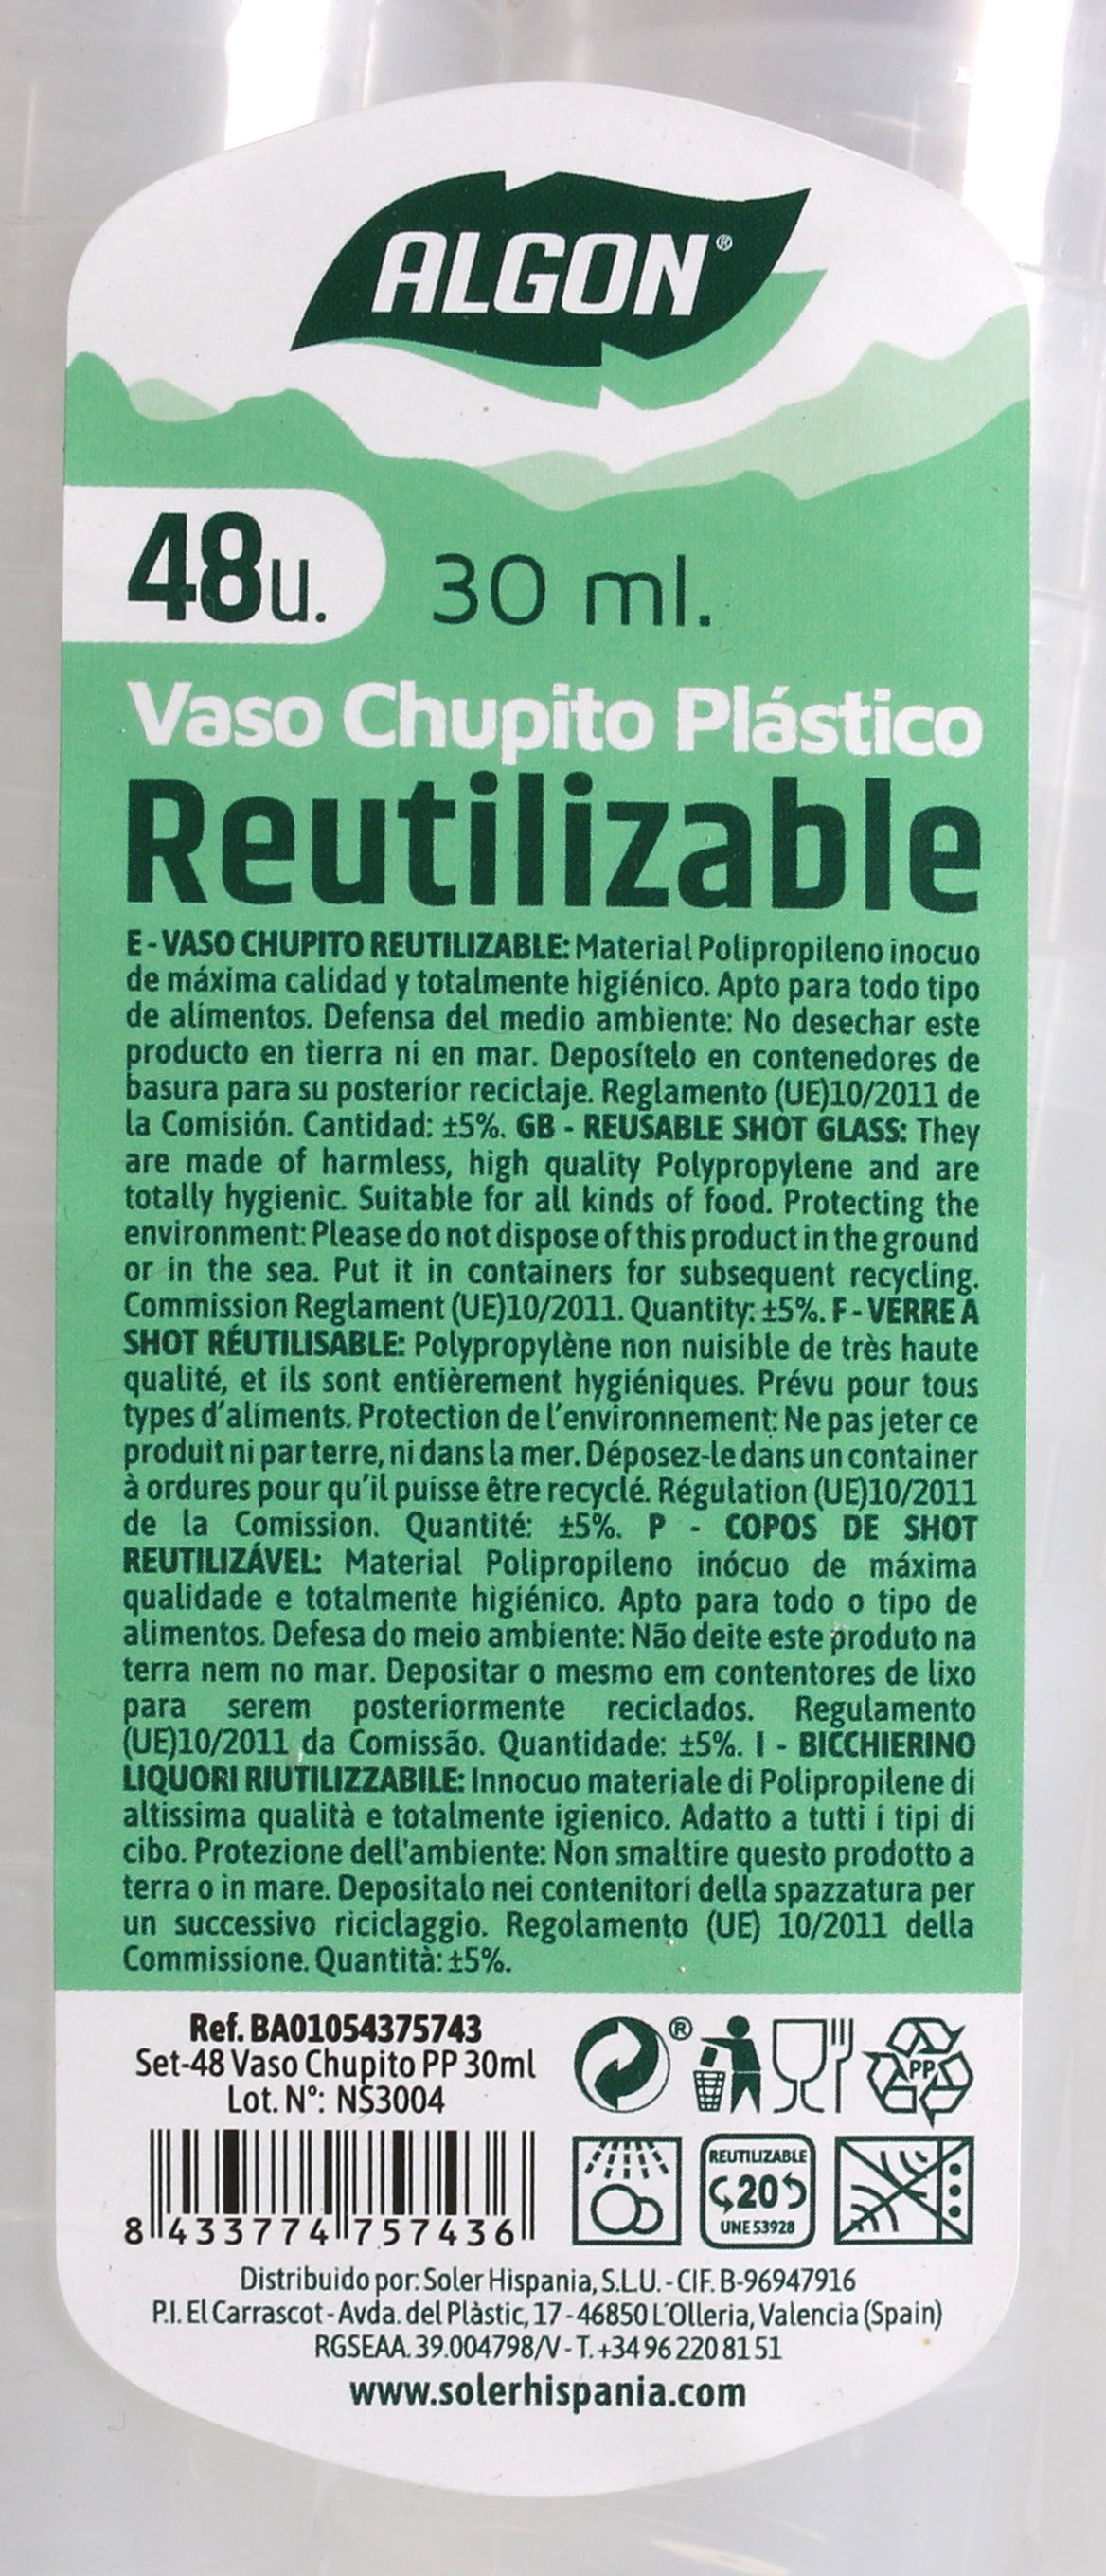 ALGON®
48u. 30 ml.
Vaso Chupito Plástico
Reutilizable
E - VASO CHUPITO REUTILIZABLE: Material Polipropileno inocuo
de máxima calidad y totalmente higiénico. Apto para todo tipo
de alimentos. Defensa del medio ambiente: No desechar este
producto en tierra ni en mar. Deposítelo en contenedores de
basura para su posterior reciclaje. Reglamento (UE)10/2011 de
la Comisión. Cantidad: ±5%. GB - REUSABLE SHOT GLASS: They
are made of harmless, high quality Polypropylene and are
totally hygienic. Suitable for all kinds of food. Protecting the
environment: Please do not dispose of this product in the ground
or in the sea. Put it in containers for subsequent recycling.
Commission Reglament (UE)10/2011. Quantity: ±5%. F - VERRE A
SHOT RÉUTILISABLE: Polypropylène non nuisible de très haute
qualité, et ils sont entièrement hygiéniques. Prévu pour tous
types d'aliments. Protection de l'environnement: Ne pas jeter ce
produit ni par terre, ni dans la mer. Déposez-le dans un container
à ordures pour qu'il puisse être recyclé. Régulation (UE)10/2011
de la Comission. Quantité: ±5%. P - COPOS DE SHOT
REUTILIZÁVEL: Material Polipropileno inócuo de máxima
qualidade e totalmente higiénico. Apto para todo o tipo de
alimentos. Defesa do meio ambiente: Não deite este produto na
terra nem no mar. Depositar o mesmo em contentores de lixo
para serem posteriormente reciclados. Regulamento
(UE)10/2011 da Comissão. Quantidade: ±5%. I - BICCHIERINO
LIQUORI RIUTILIZZABILE: Innocuo materiale di Polipropilene di
altissima qualità e totalmente igienico. Adatto a tutti i tipi di
cibo. Protezione dell'ambiente: Non smaltire questo prodotto a
terra o in mare. Depositalo nei contenitori della spazzatura per
un successivo riciclaggio. Regolamento (UE) 10/2011 della
Commissione. Quantità: ±5%.
Ref. BA01054375743
Set-48 Vaso Chupito PP 30ml
Lot. Nº: NS3004
8 433774 757436
®
PP
REUTILIZABLE
20
UNE 53928
Distribuido por: Soler Hispania, S.L.U. - CIF. B-96947916
P.I. El Carrascot - Avda. del Plàstic, 17 - 46850 L'Olleria, Valencia (Spain)
RGSEAA. 39.004798/V - T. +34 96 220 81 51
www.solerhispania.com